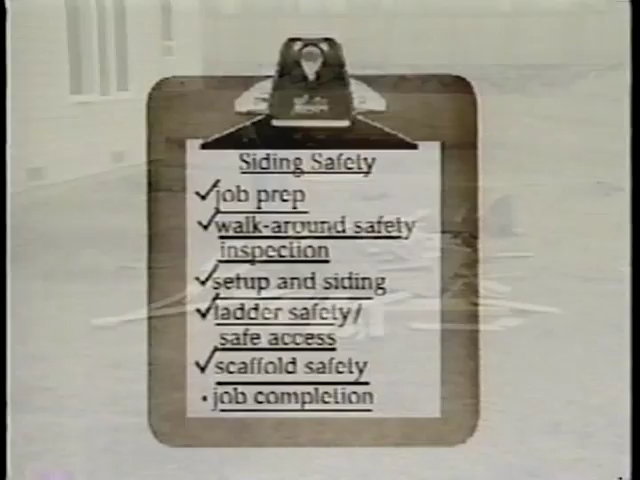 Siding Safety
✓job prep
✓walk-around safety
inspection
✓setup and siding
✓ladder safety/
safe access
✓scaffold safety
·job completion